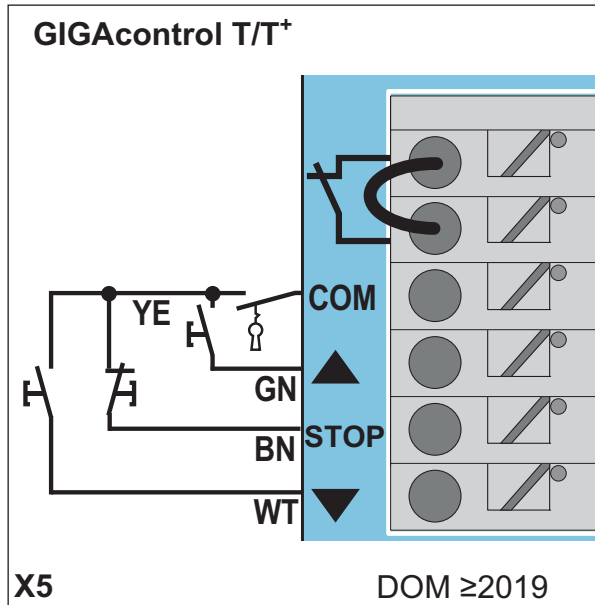 GIGAcontrol T/T+
COM
YE
GN
STOP
BN
WT
X5
DOM ≥2019